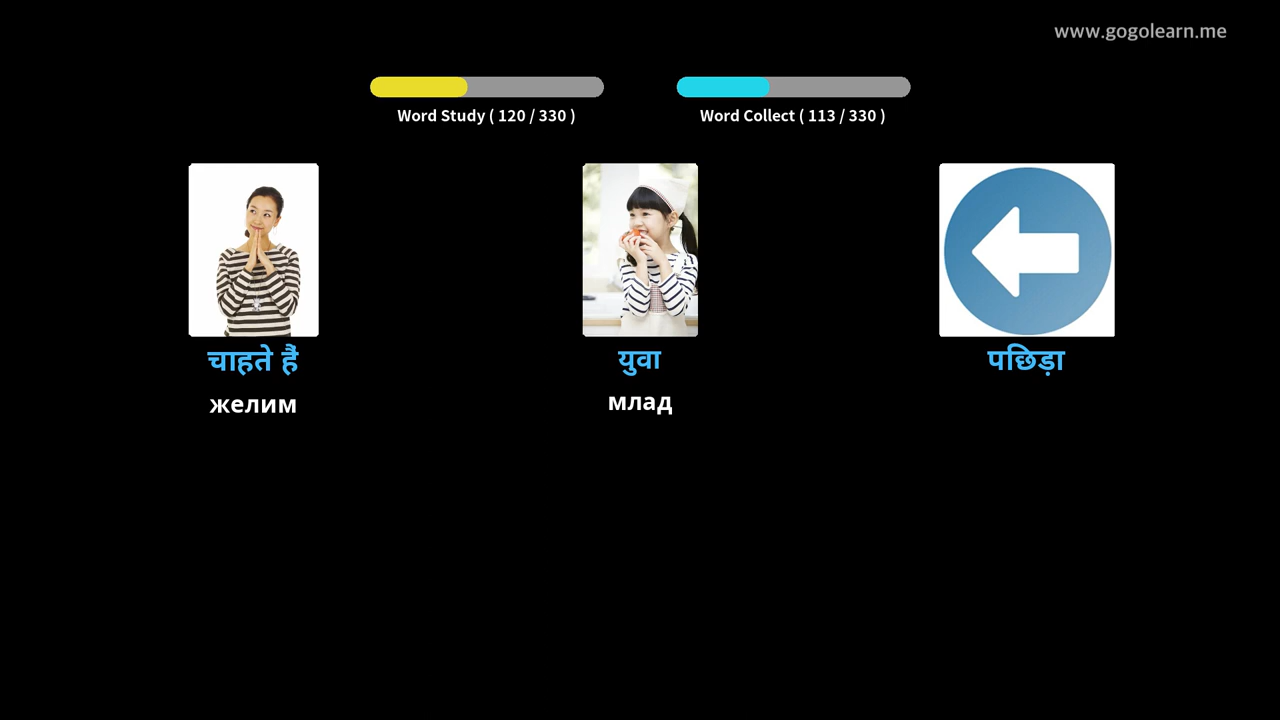 www.gogolearn.me
Word Study ( 120 / 330 )
Word Collect ( 113 / 330 )
चाहते हैं
युवा
पछिड़ा
желим
млад